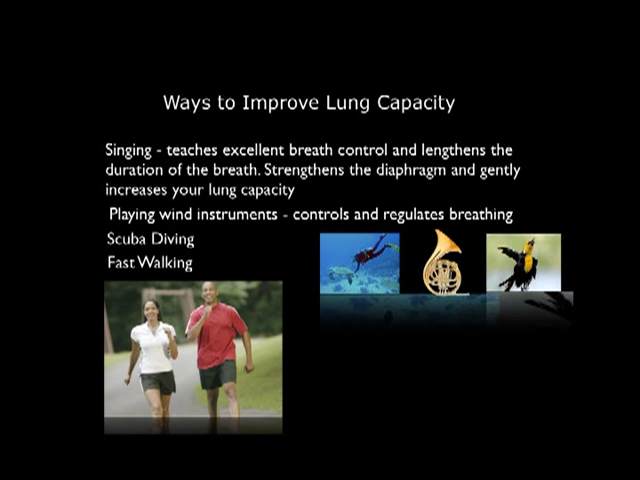 Ways to Improve Lung Capacity
Singing - teaches excellent breath control and lengthens the
duration of the breath. Strengthens the diaphragm and gently
increases your lung capacity
Playing wind instruments - controls and regulates breathing
Scuba Diving
Fast Walking